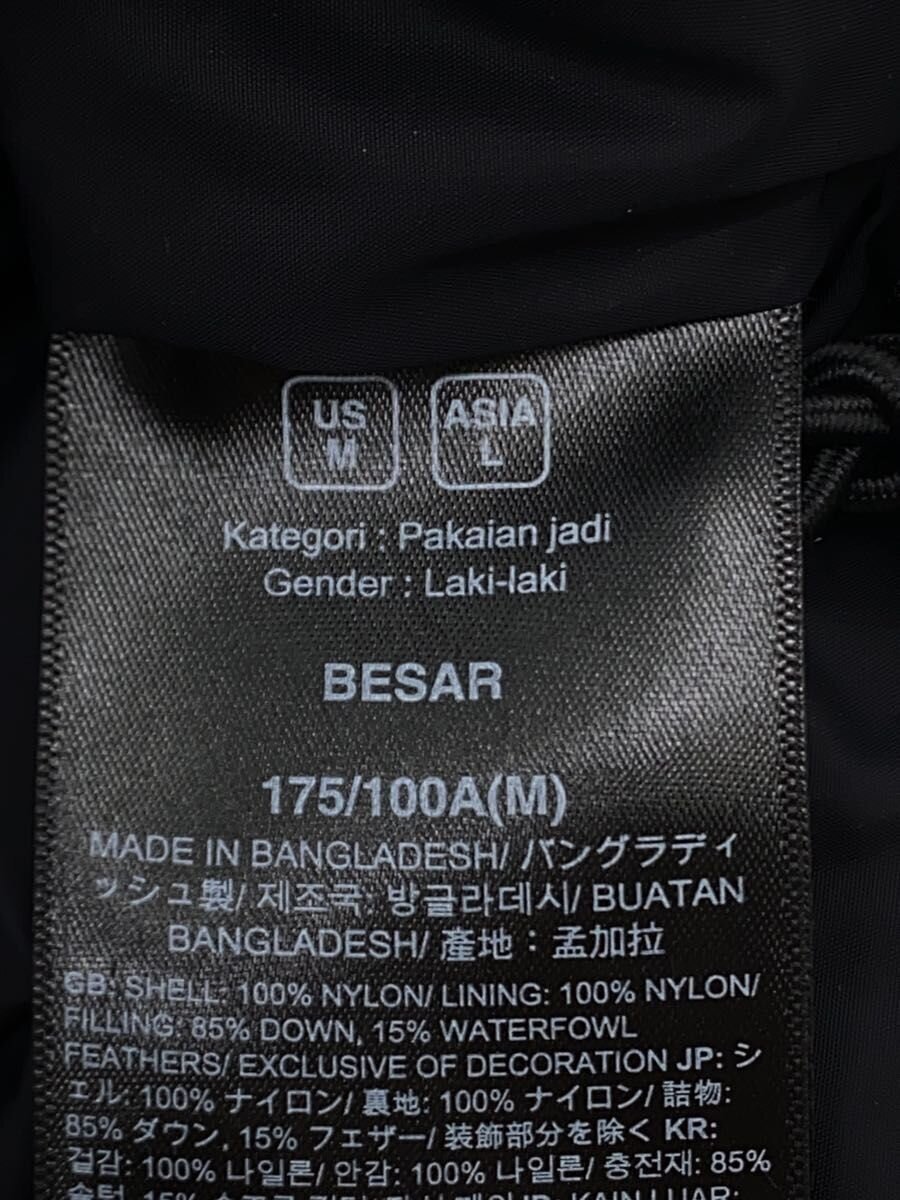 US ASIA
M L
Kategori : Pakaian jadi
Gender : Laki-laki
BESAR
175/100A(M)
MADE IN BANGLADESH/ バングラディ
ッシュ製/ 제조국: 방글라데시/ BUATAN
BANGLADESH/ 產地：孟加拉
GB: SHELL: 100% NYLON/ LINING: 100% NYLON/
FILLING: 85% DOWN, 15% WATERFOWL
FEATHERS/ EXCLUSIVE OF DECORATION JP: シ
ェル: 100% ナイロン/ 裏地: 100% ナイロン/ 詰物:
85% ダウン, 15% フェザー/ 装飾部分を除く KR:
겉감: 100% 나일론/ 안감: 100% 나일론/ 충전재: 85%
솜털, 15% KAIN LUAR: